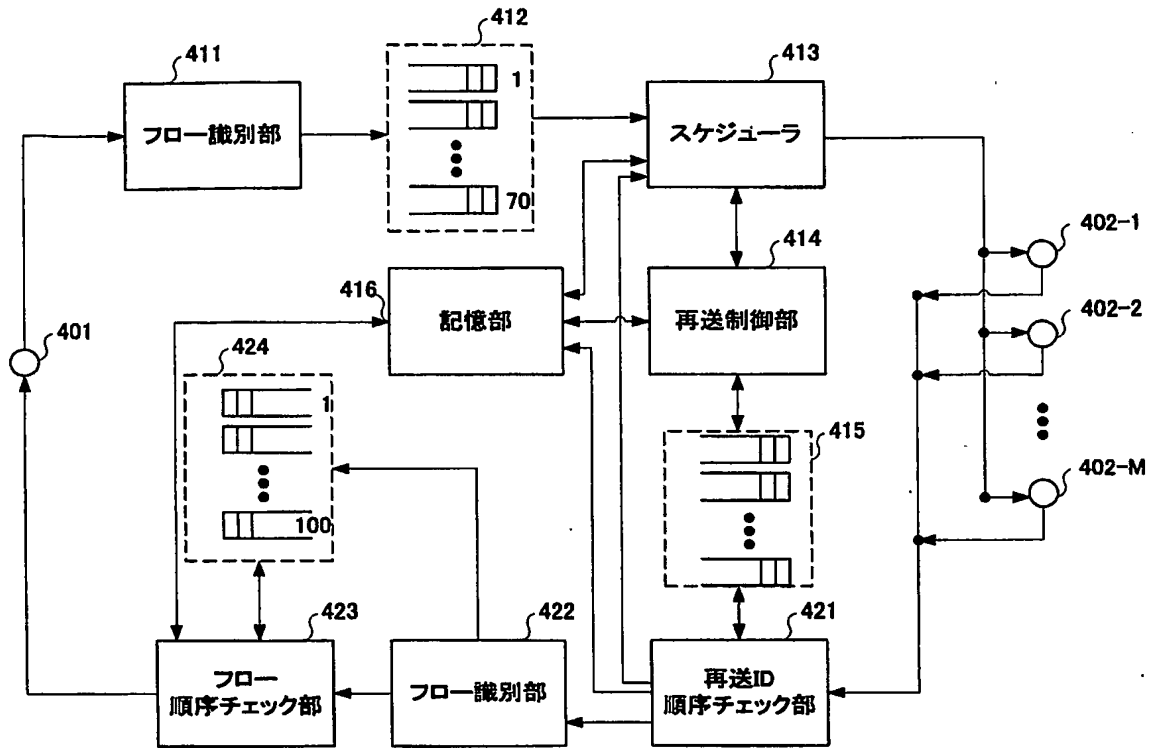 411
フロー識別部
412
1
70
413
スケジューラ
414
再送制御部
416
記憶部
402-1
402-2
402-M
401
424
1
100
415
423
フロー
順序チェック部
422
フロー識別部
421
再送ID
順序チェック部